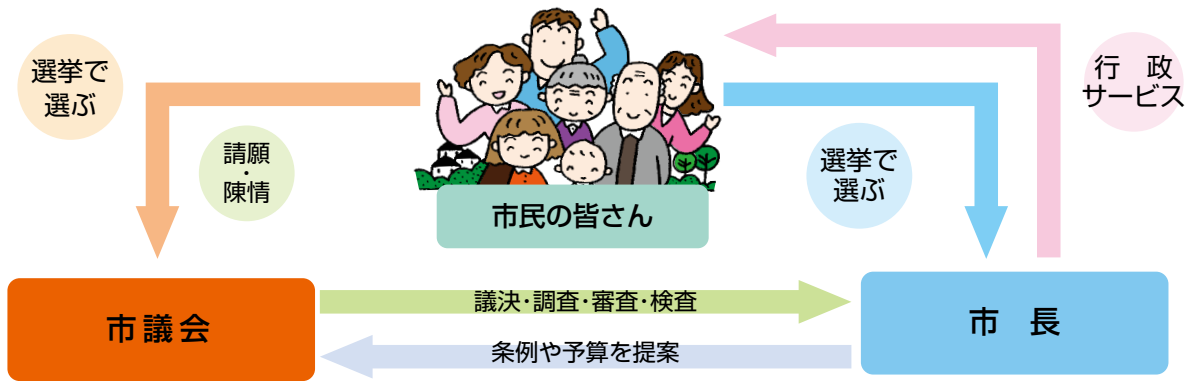 選挙で
選ぶ
請願
・
陳情
市民の皆さん
選挙で
選ぶ
行 政
サービス
市議会
議決・調査・審査・検査
条例や予算を提案
市 長